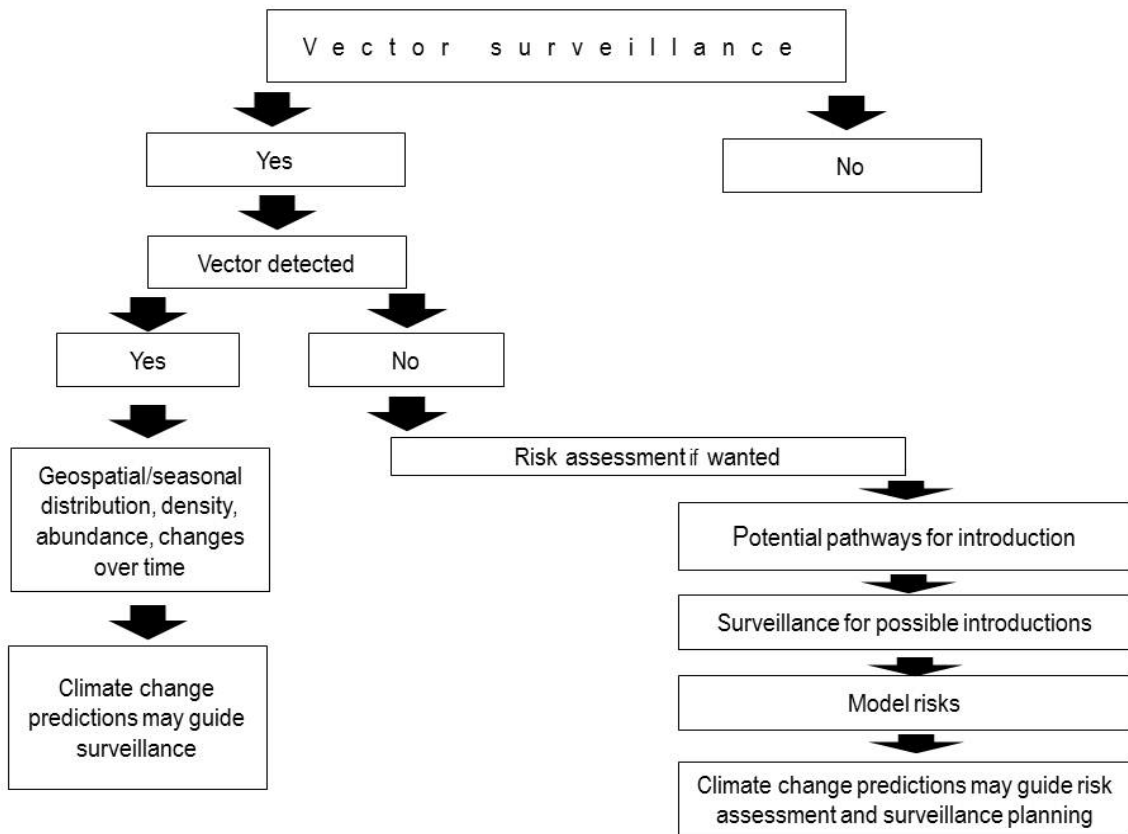 Vector surveillance
Yes
No
Vector detected
Yes
No
Geospatial/seasonal
distribution, density,
abundance, changes
over time
Climate change
predictions may guide
surveillance
Risk assessment if wanted
Potential pathways for introduction
Surveillance for possible introductions
Model risks
Climate change predictions may guide risk
assessment and surveillance planning